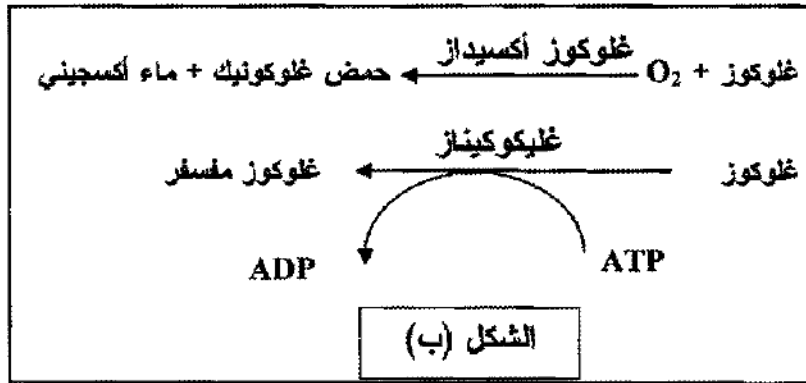 غلوكوز أكسيداز
غلوكوز + O₂ ← حمض غلوكونيك + ماء أكسجيني
غليكوكيناز
غلوكوز ← غلوكوز مفسفر
ATP ADP
الشكل (ب)